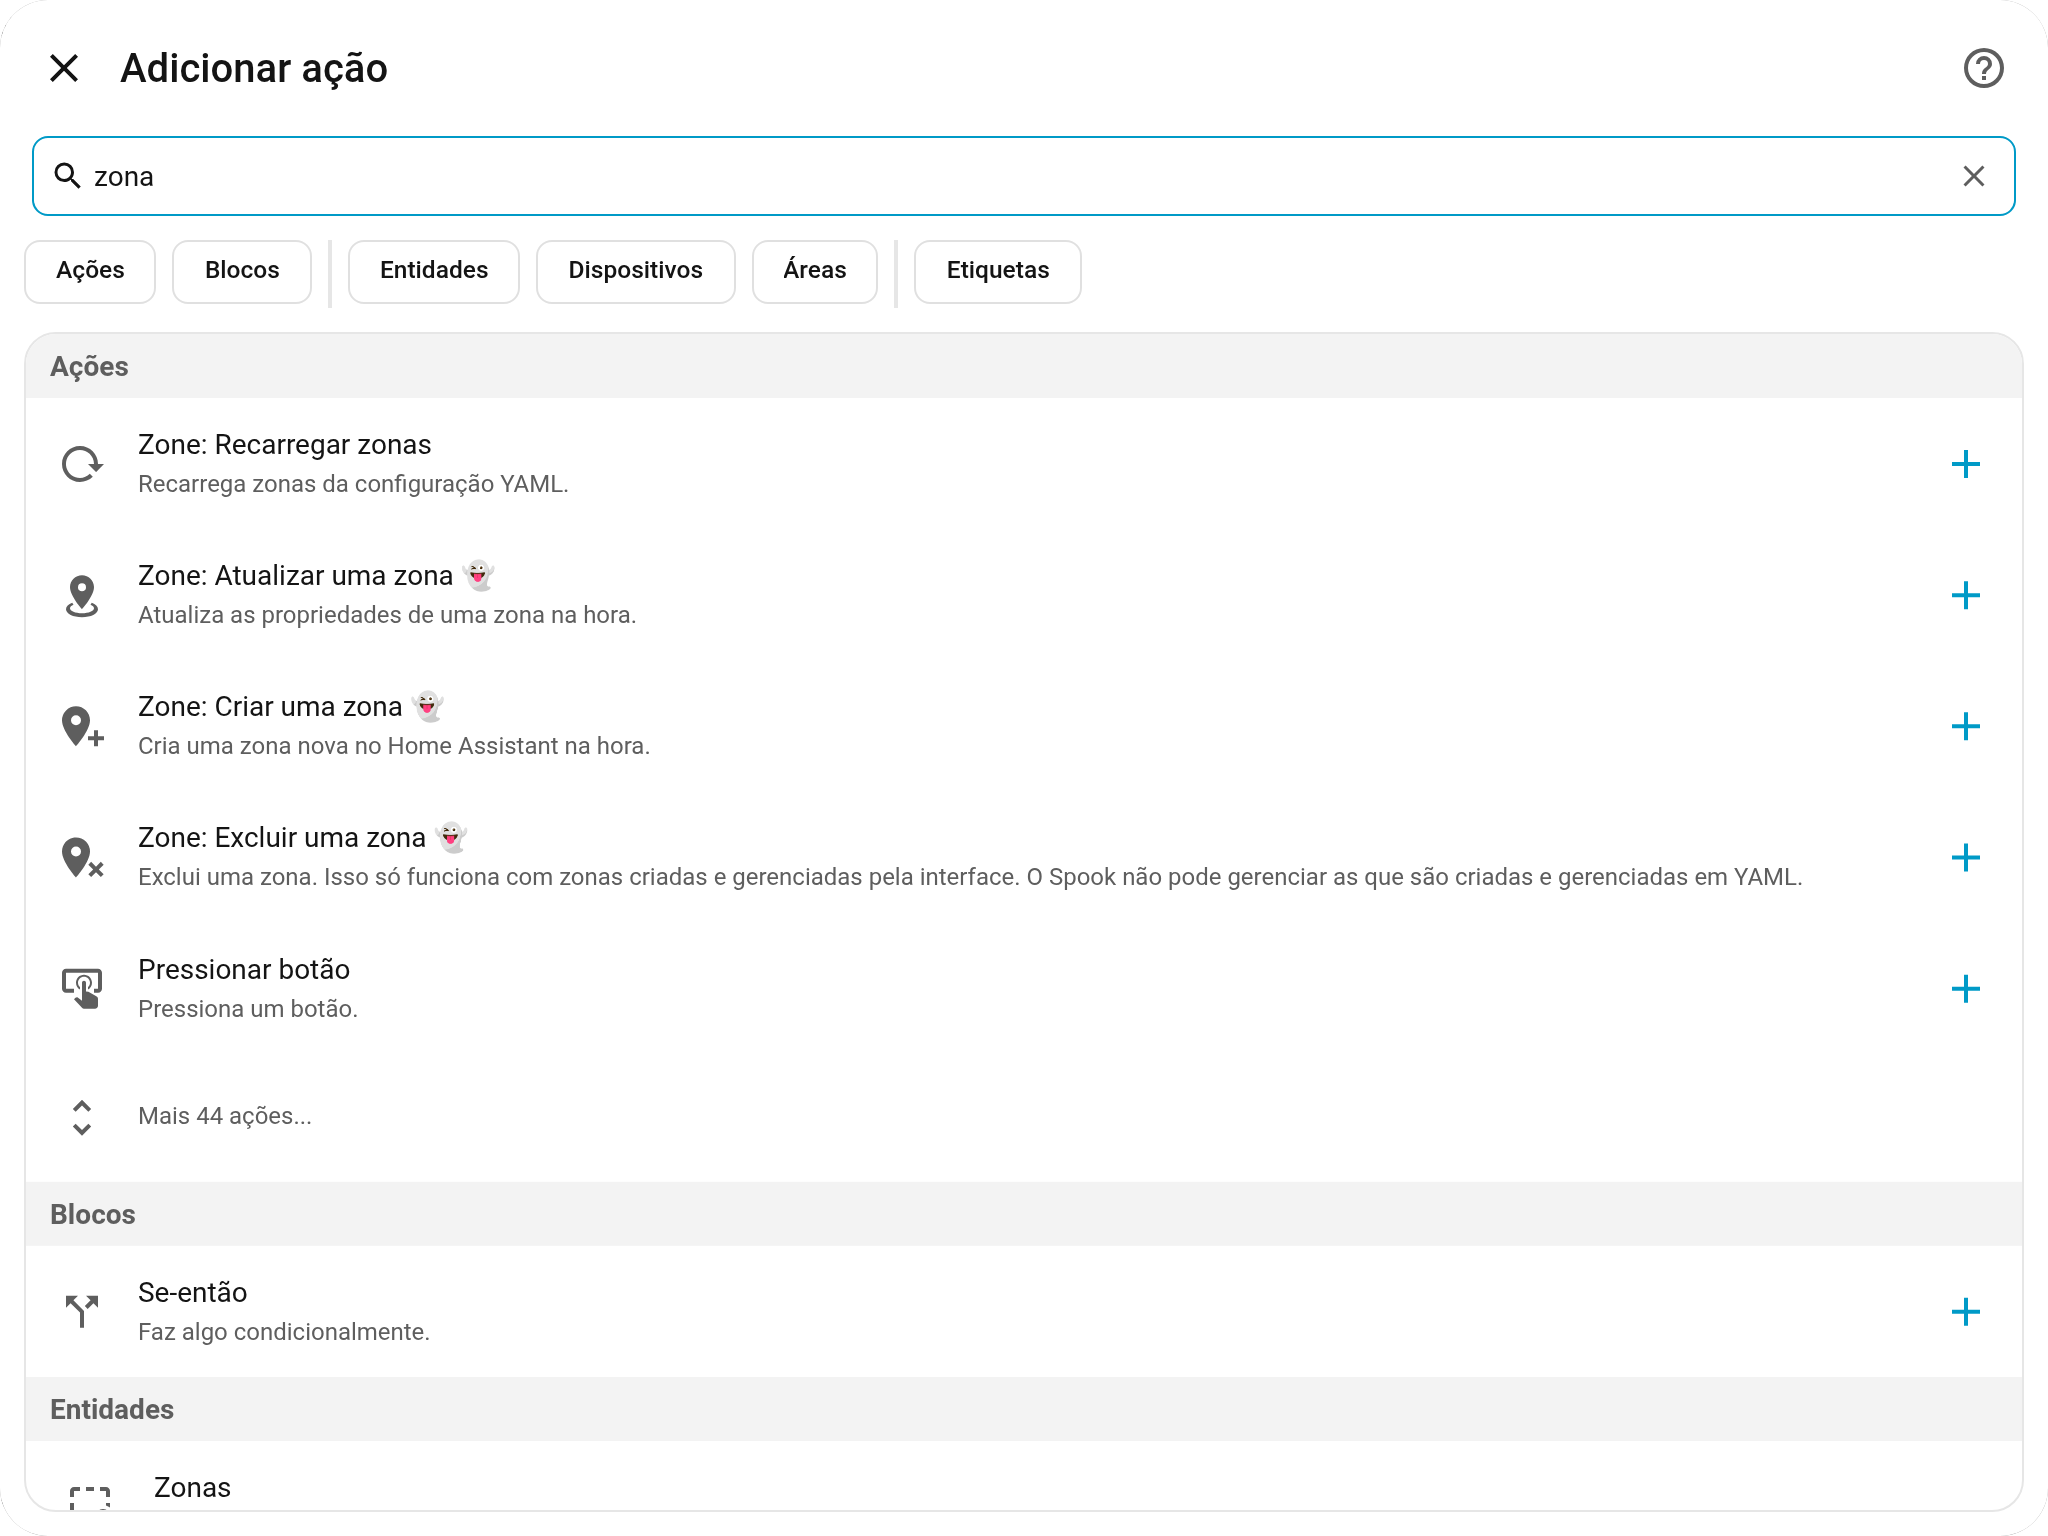 Adicionar ação
zona
Ações
Blocos
Entidades
Dispositivos
Áreas
Etiquetas
Ações
Zone: Recarregar zonas
Recarrega zonas da configuração YAML.
Zone: Atualizar uma zona 👻
Atualiza as propriedades de uma zona na hora.
Zone: Criar uma zona 👻
Cria uma zona nova no Home Assistant na hora.
Zone: Excluir uma zona 👻
Exclui uma zona. Isso só funciona com zonas criadas e gerenciadas pela interface. O Spook não pode gerenciar as que são criadas e gerenciadas em YAML.
Pressionar botão
Pressiona um botão.
Mais 44 ações...
Blocos
Se-então
Faz algo condicionalmente.
Entidades
Zonas